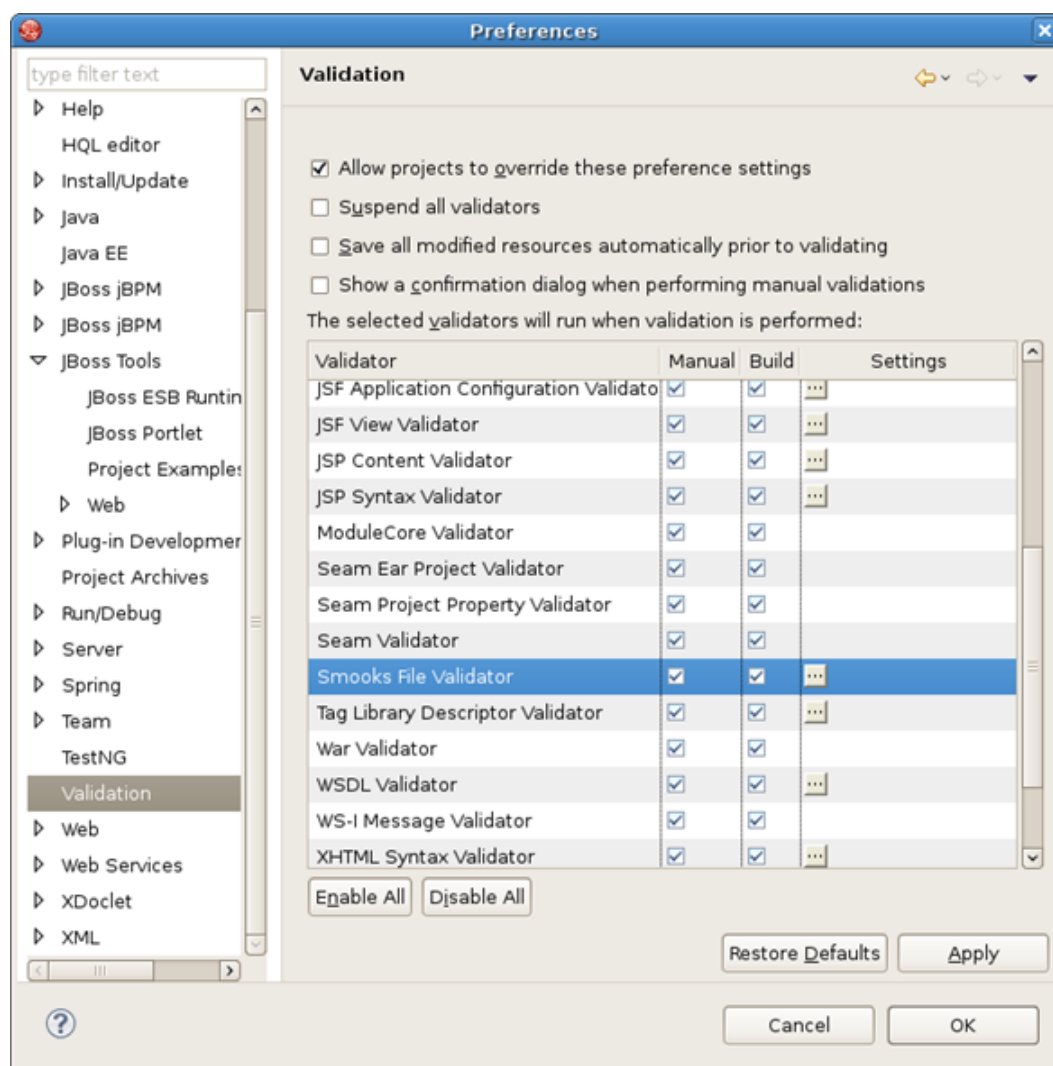 Preferences
type filter text
Help
HQL editor
Install/Update
Java
Java EE
JBoss jBPM
JBoss jBPM
JBoss Tools
JBoss ESB Runtin
JBoss Portlet
Project Examples
Web
Plug-in Developmer
Project Archives
Run/Debug
Server
Spring
Team
TestNG
Validation
Web
Web Services
XDoclet
XML
Validation
Allow projects to override these preference settings
Suspend all validators
Save all modified resources automatically prior to validating
Show a confirmation dialog when performing manual validations
The selected validators will run when validation is performed:
Validator Manual Build Settings
JSF Application Configuration Validato ...
JSF View Validator ...
JSP Content Validator ...
JSP Syntax Validator ...
ModuleCore Validator
Seam Ear Project Validator
Seam Project Property Validator
Seam Validator
Smooks File Validator ...
Tag Library Descriptor Validator ...
War Validator
WSDL Validator ...
WS-I Message Validator
XHTML Syntax Validator ...
Enable All Disable All
Restore Defaults Apply
? Cancel OK